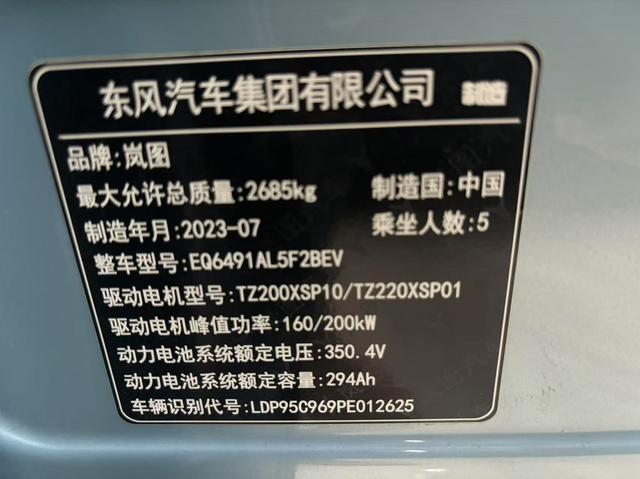 东风汽车集团有限公司 制造
品牌:岚图
最大允许总质量:2685kg 制造国:中国
制造年月:2023-07 乘坐人数:5
整车型号:EQ6491AL5F2BEV
驱动电机型号:TZ200XSP10/TZ220XSP01
驱动电机峰值功率:160/200kW
动力电池系统额定电压:350.4V
动力电池系统额定容量:294Ah
车辆识别代号:LDP95C969PE012625